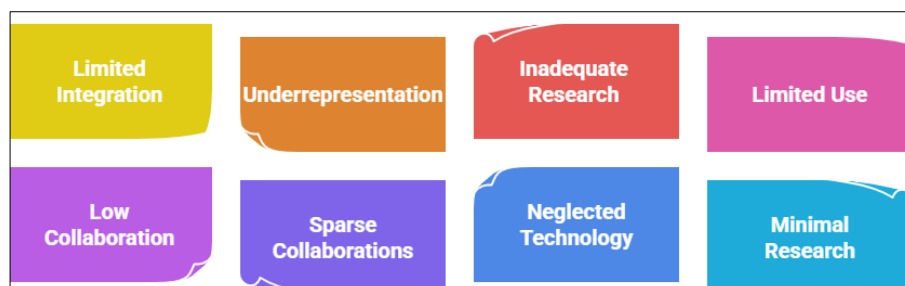 Limited
Integration
Underrepresentation
Inadequate
Research
Limited Use
Low
Collaboration
Sparse
Collaborations
Neglected
Technology
Minimal
Research